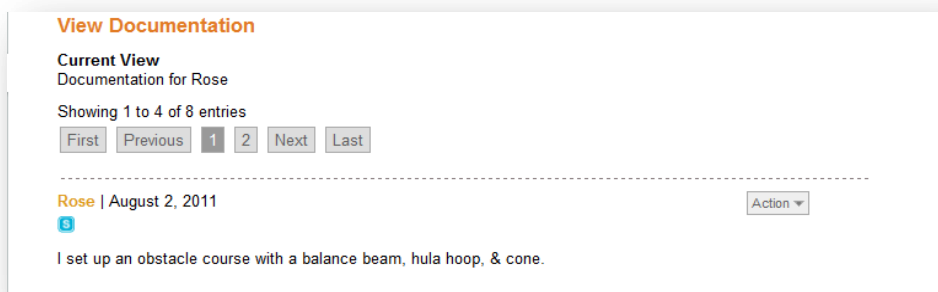 View Documentation
Current View
Documentation for Rose
Showing 1 to 4 of 8 entries
First Previous 1 2 Next Last
Rose | August 2, 2011 Action
S
I set up an obstacle course with a balance beam, hula hoop, & cone.